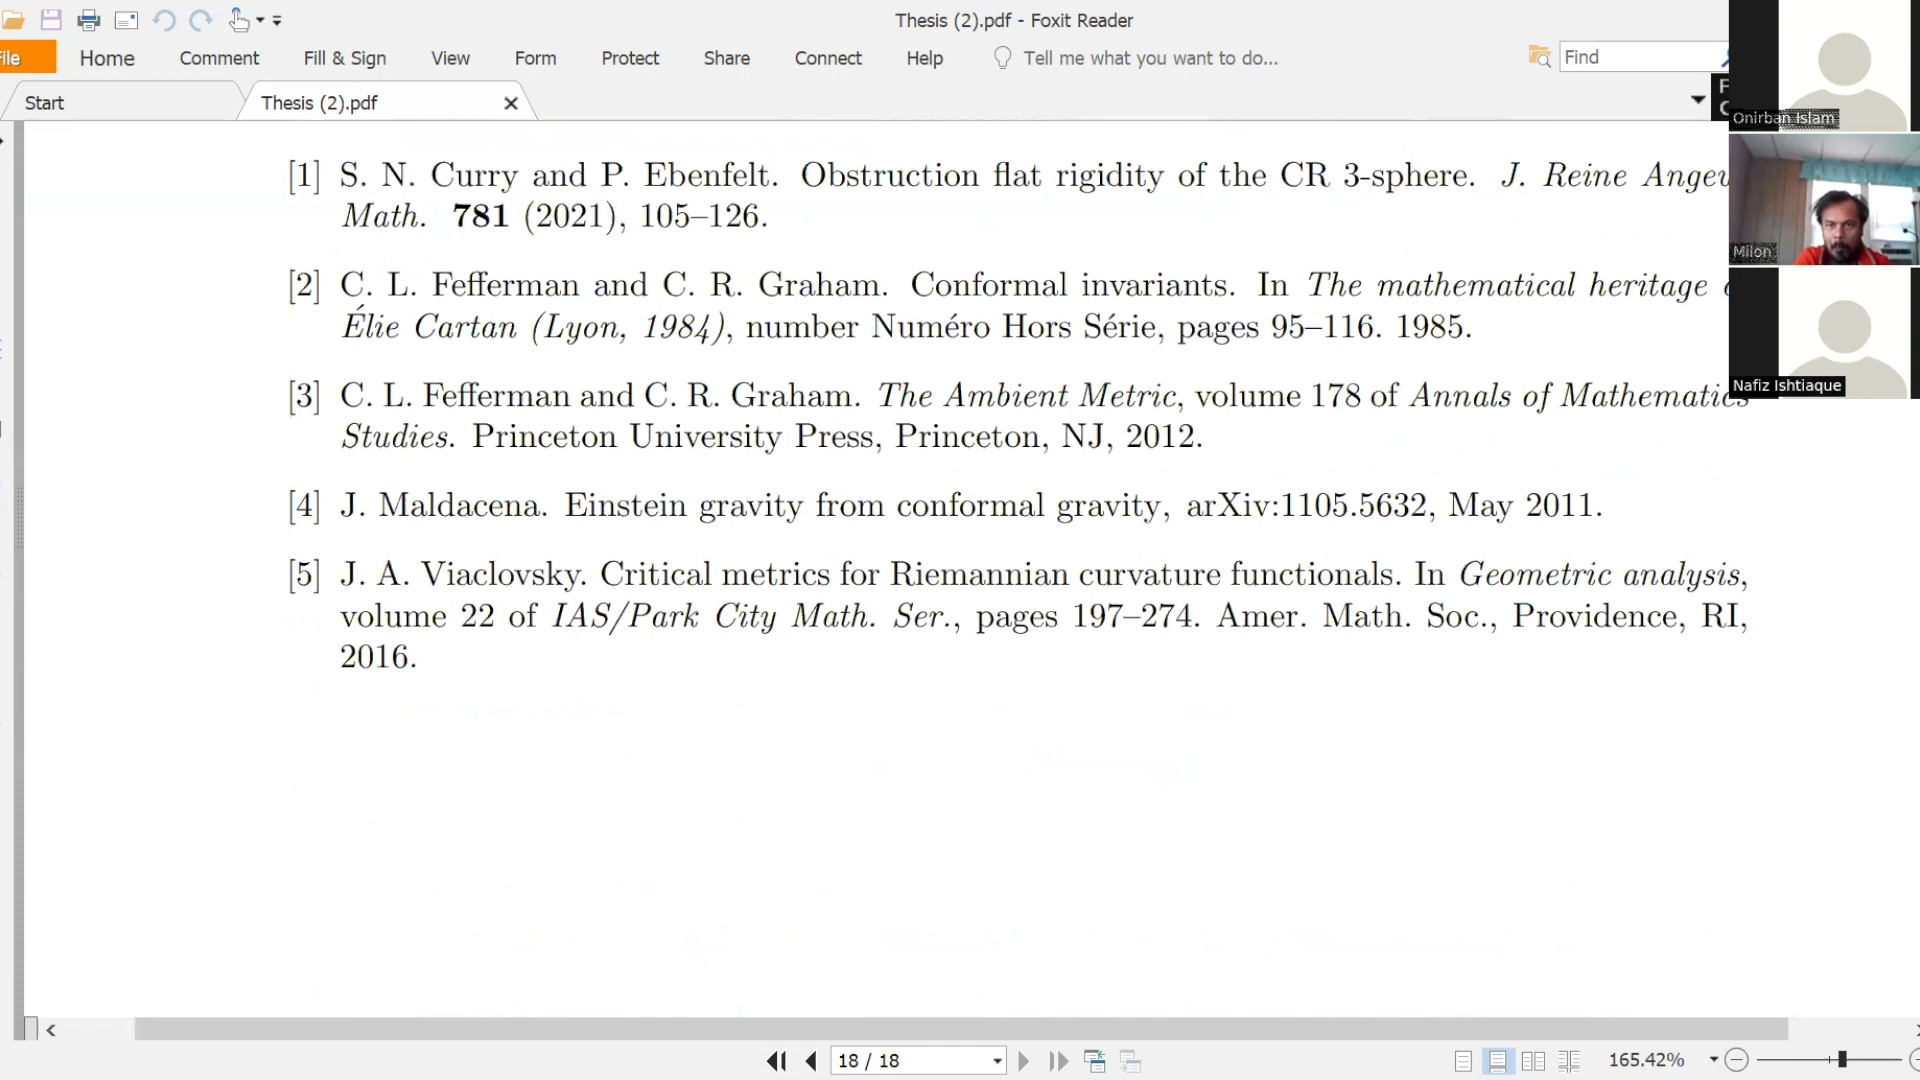 Thesis (2).pdf - Foxit Reader
Home Comment Fill & Sign View Form Protect Share Connect Help Tell me what you want to do... Find
Start Thesis (2).pdf
Onirban Islam
Milon
Nafiz Ishtiaque
[1] S. N. Curry and P. Ebenfelt. Obstruction flat rigidity of the CR 3-sphere. J. Reine
Math. 781 (2021), 105–126.
[2] C. L. Fefferman and C. R. Graham. Conformal invariants. In The mathematical heritage
Élie Cartan (Lyon, 1984), number Numéro Hors Série, pages 95–116. 1985.
[3] C. L. Fefferman and C. R. Graham. The Ambient Metric, volume 178 of Annals of Mathematics
Studies. Princeton University Press, Princeton, NJ, 2012.
[4] J. Maldacena. Einstein gravity from conformal gravity, arXiv:1105.5632, May 2011.
[5] J. A. Viaclovsky. Critical metrics for Riemannian curvature functionals. In Geometric analysis,
volume 22 of IAS/Park City Math. Ser., pages 197–274. Amer. Math. Soc., Providence, RI,
2016.
18 / 18 165.42%